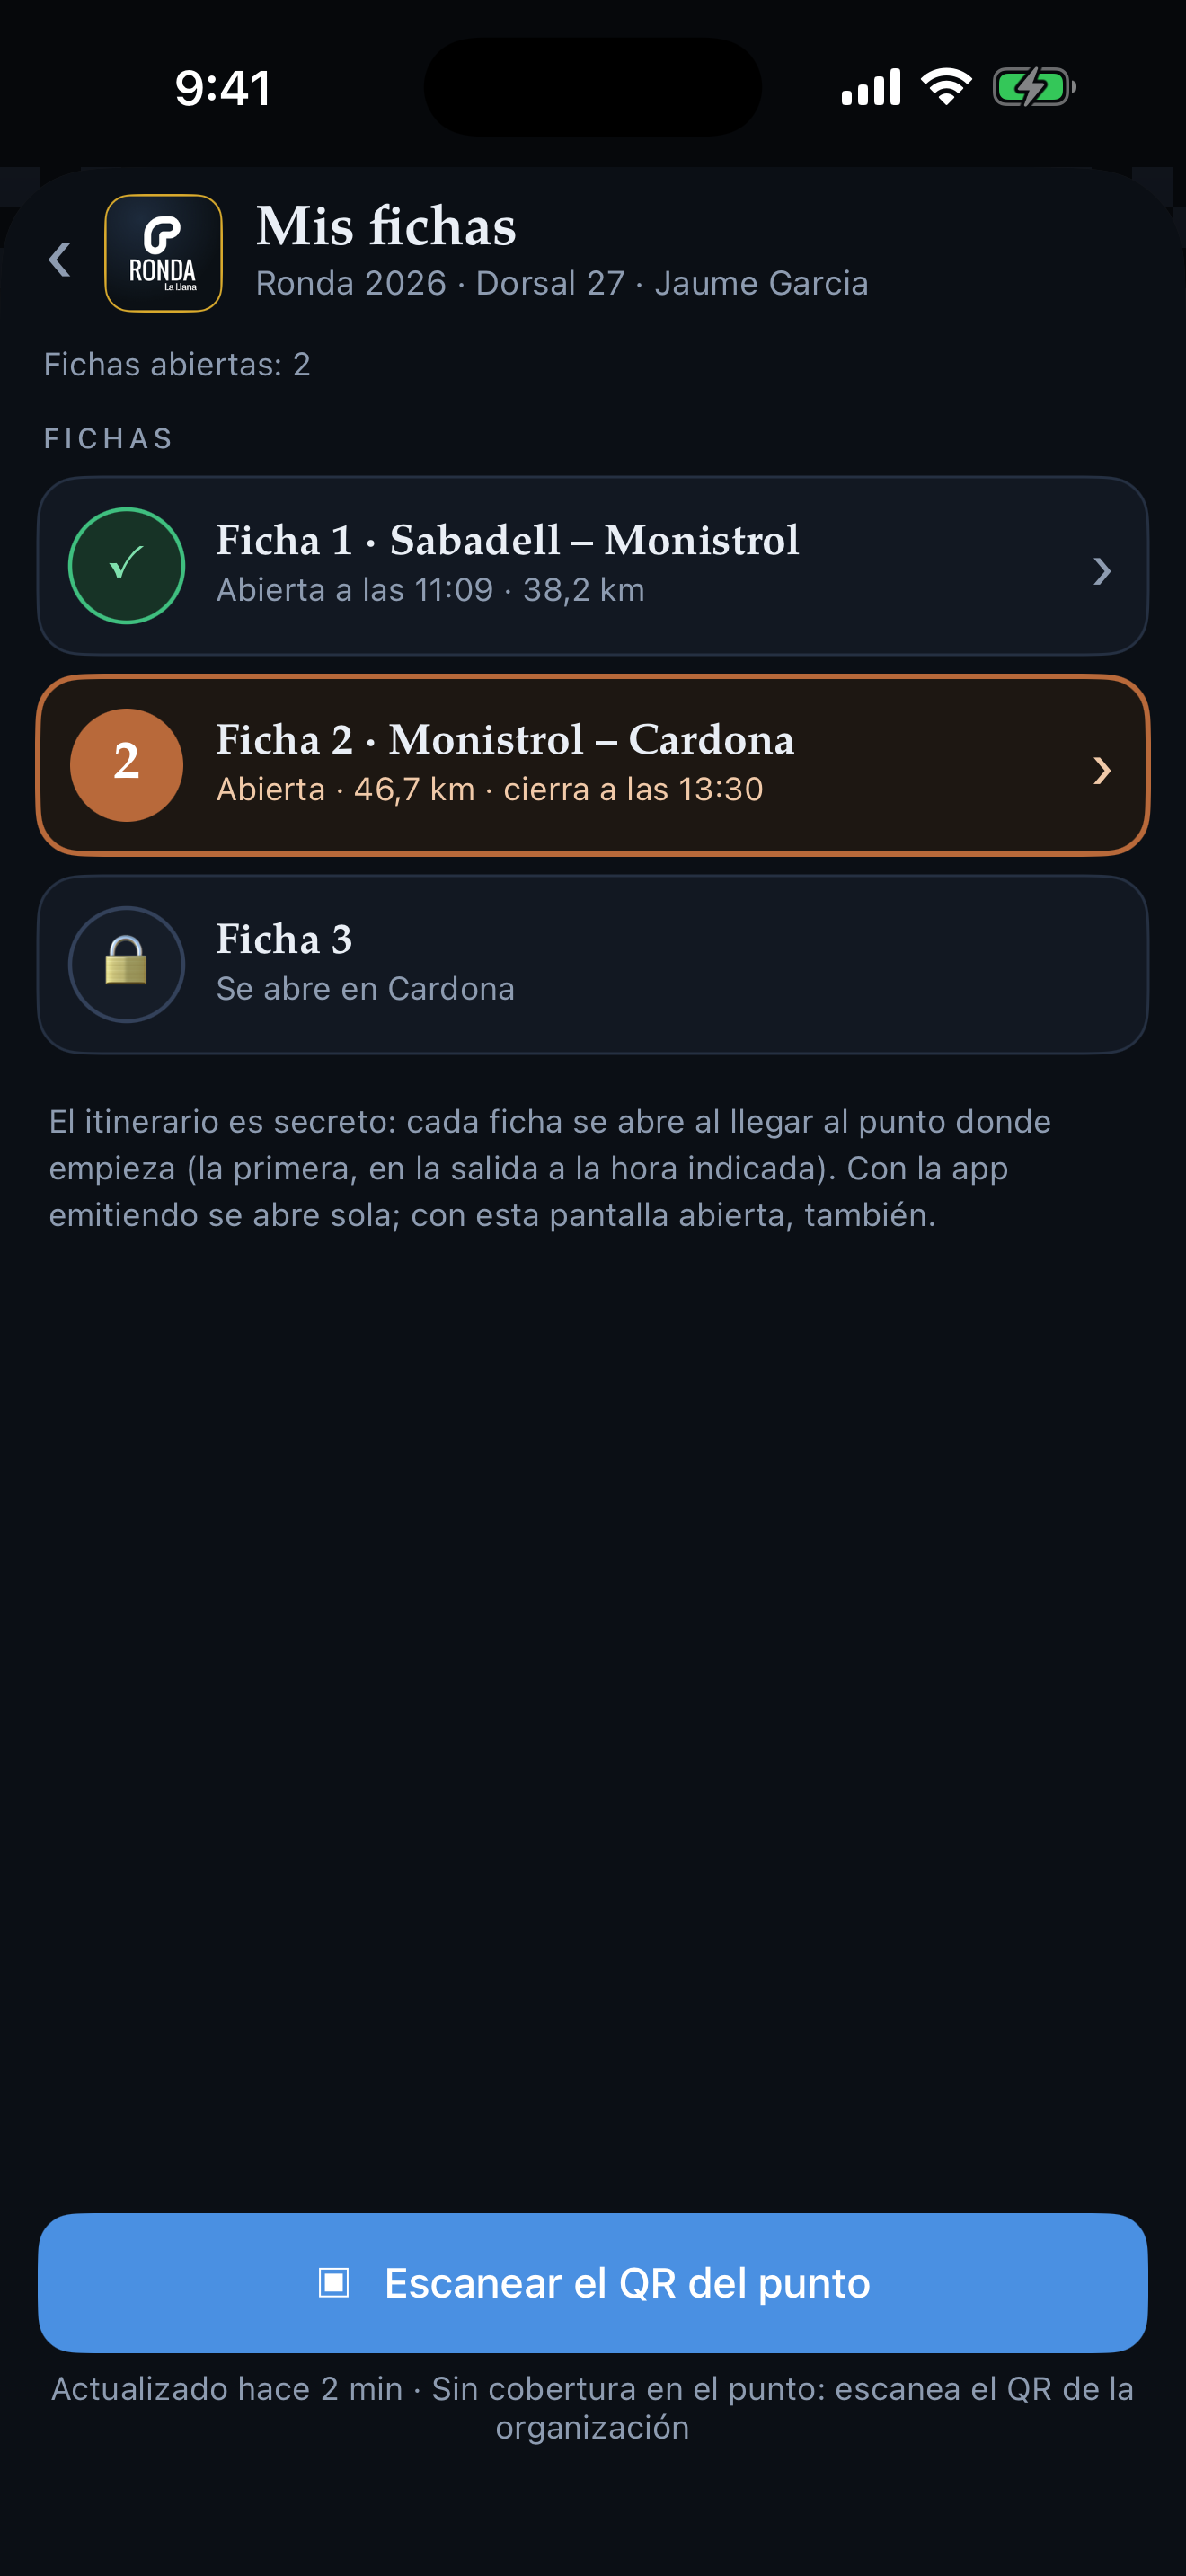 9:41
RONDA
La Llana
Mis fichas
Ronda 2026 · Dorsal 27 · Jaume Garcia
Fichas abiertas: 2
FICHAS
Ficha 1 · Sabadell – Monistrol
Abierta a las 11:09 · 38,2 km
2
Ficha 2 · Monistrol – Cardona
Abierta · 46,7 km · cierra a las 13:30
Ficha 3
Se abre en Cardona
El itinerario es secreto: cada ficha se abre al llegar al punto donde
empieza (la primera, en la salida a la hora indicada). Con la app
emitiendo se abre sola; con esta pantalla abierta, también.
Escanear el QR del punto
Actualizado hace 2 min · Sin cobertura en el punto: escanea el QR de la
organización